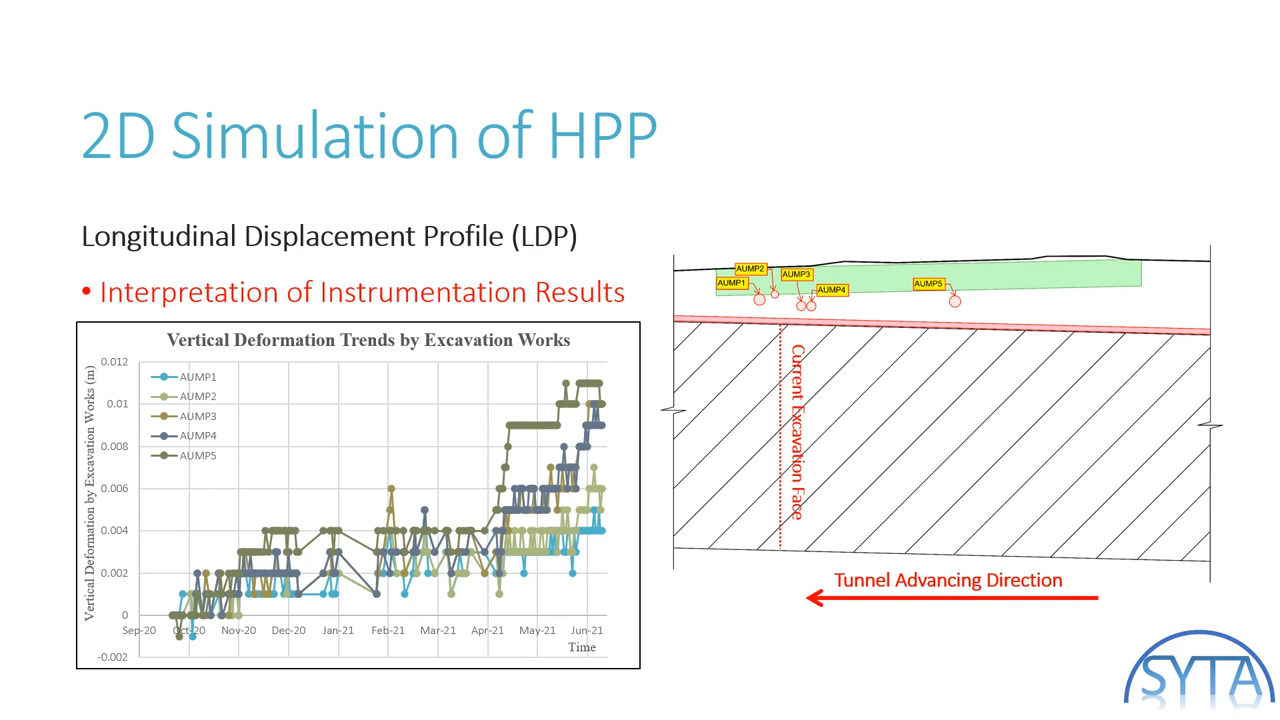 2D Simulation of HPP
Longitudinal Displacement Profile (LDP)
• Interpretation of Instrumentation Results
Vertical Deformation Trends by Excavation Works
Vertical Deformation by Excavation Works (m)
0.012
0.01
0.008
0.006
0.004
0.002
0
-0.002
AUMP1
AUMP2
AUMP3
AUMP4
AUMP5
Sep-20 Oct-20 Nov-20 Dec-20 Jan-21 Feb-21 Mar-21 Apr-21 May-21 Jun-21
Time
AUMP2
AUMP3
AUMP1
AUMP4
AUMP5
Current Excavation Face
Tunnel Advancing Direction
SYTA